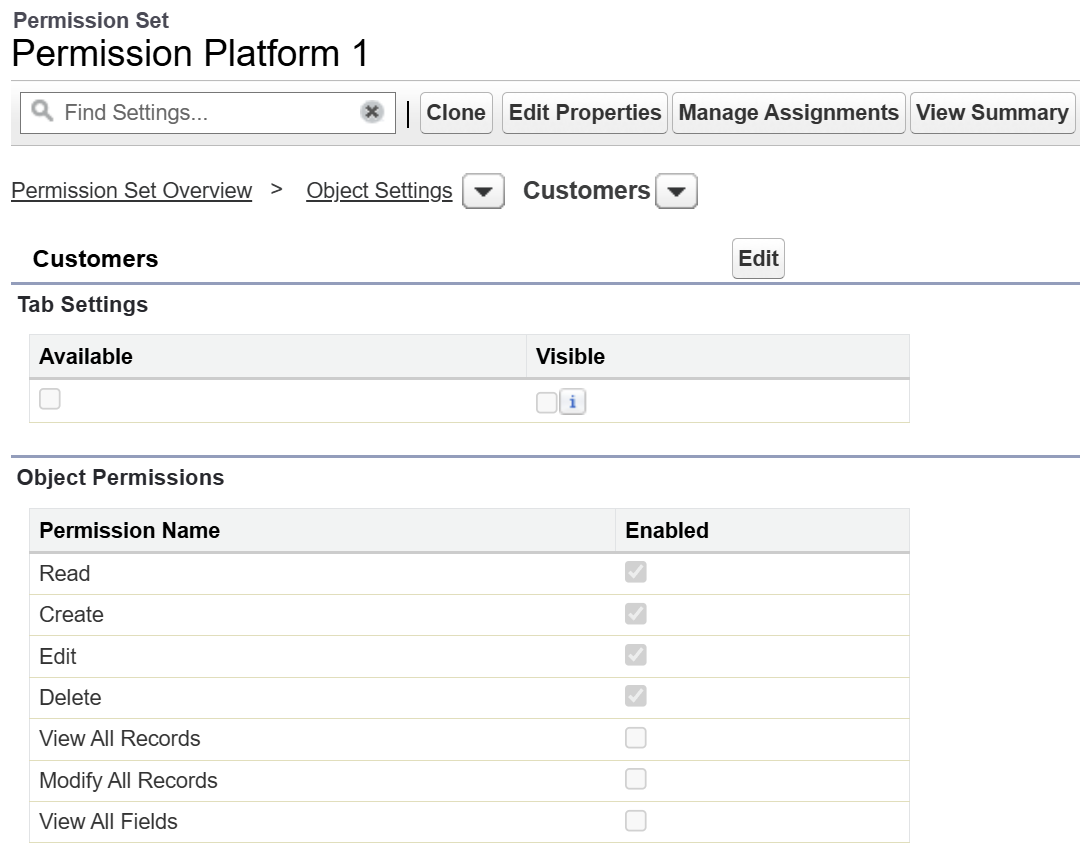 Permission Set
Permission Platform 1
Find Settings...
Clone
Edit Properties
Manage Assignments
View Summary
Permission Set Overview > Object Settings Customers
Customers
Edit
Tab Settings
Available Visible
i
Object Permissions
Permission Name Enabled
Read
Create
Edit
Delete
View All Records
Modify All Records
View All Fields